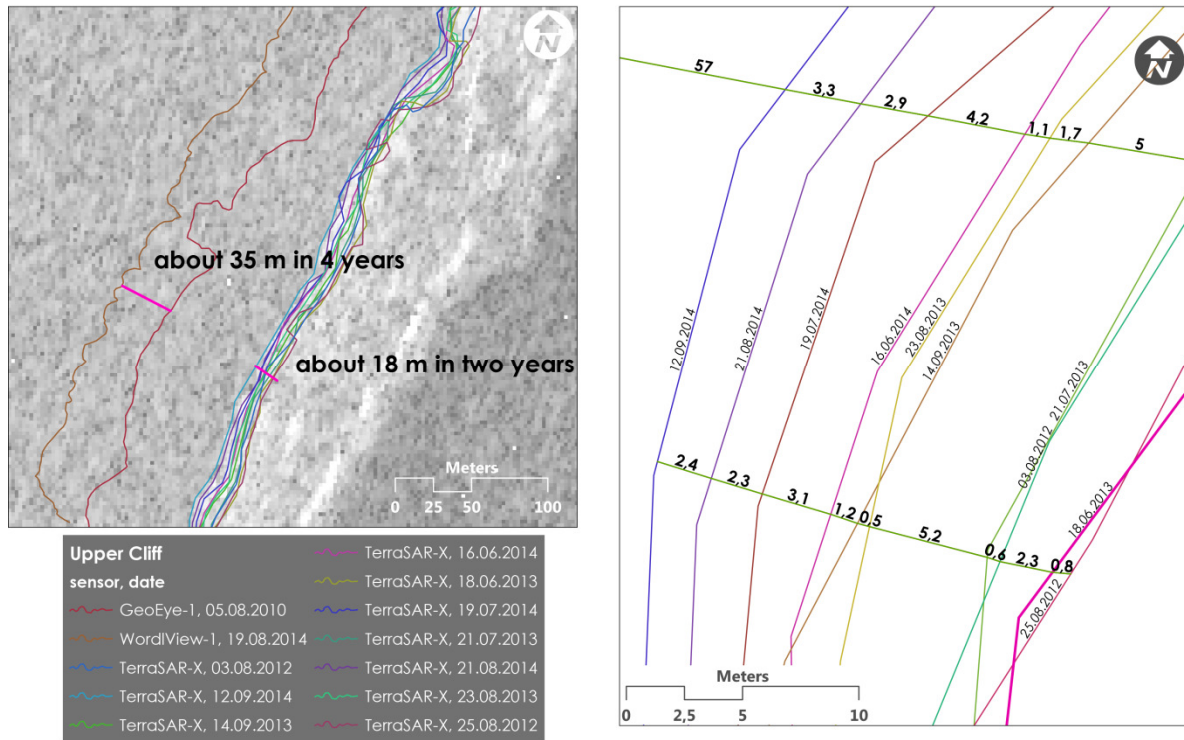 N
about 35 m in 4 years
about 18 m in two years
Meters
0 25 50 100
Upper Cliff
sensor, date
GeoEye-1, 05.08.2010
WordlView-1, 19.08.2014
TerraSAR-X, 03.08.2012
TerraSAR-X, 12.09.2014
TerraSAR-X, 14.09.2013
TerraSAR-X, 16.06.2014
TerraSAR-X, 18.06.2013
TerraSAR-X, 19.07.2014
TerraSAR-X, 21.07.2013
TerraSAR-X, 21.08.2014
TerraSAR-X, 23.08.2013
TerraSAR-X, 25.08.2012
N
57 3,3 2,9 4,2 1,1 1,7 5
12.09.2014
21.08.2014
19.07.2014
16.06.2014
23.08.2013
14.09.2013
03.08.2012
21.07.2013
18.06.2013
25.08.2012
2,4 2,3 3,1 1,2 0,5 5,2 0,6 2,3 0,8
Meters
0 2,5 5 10